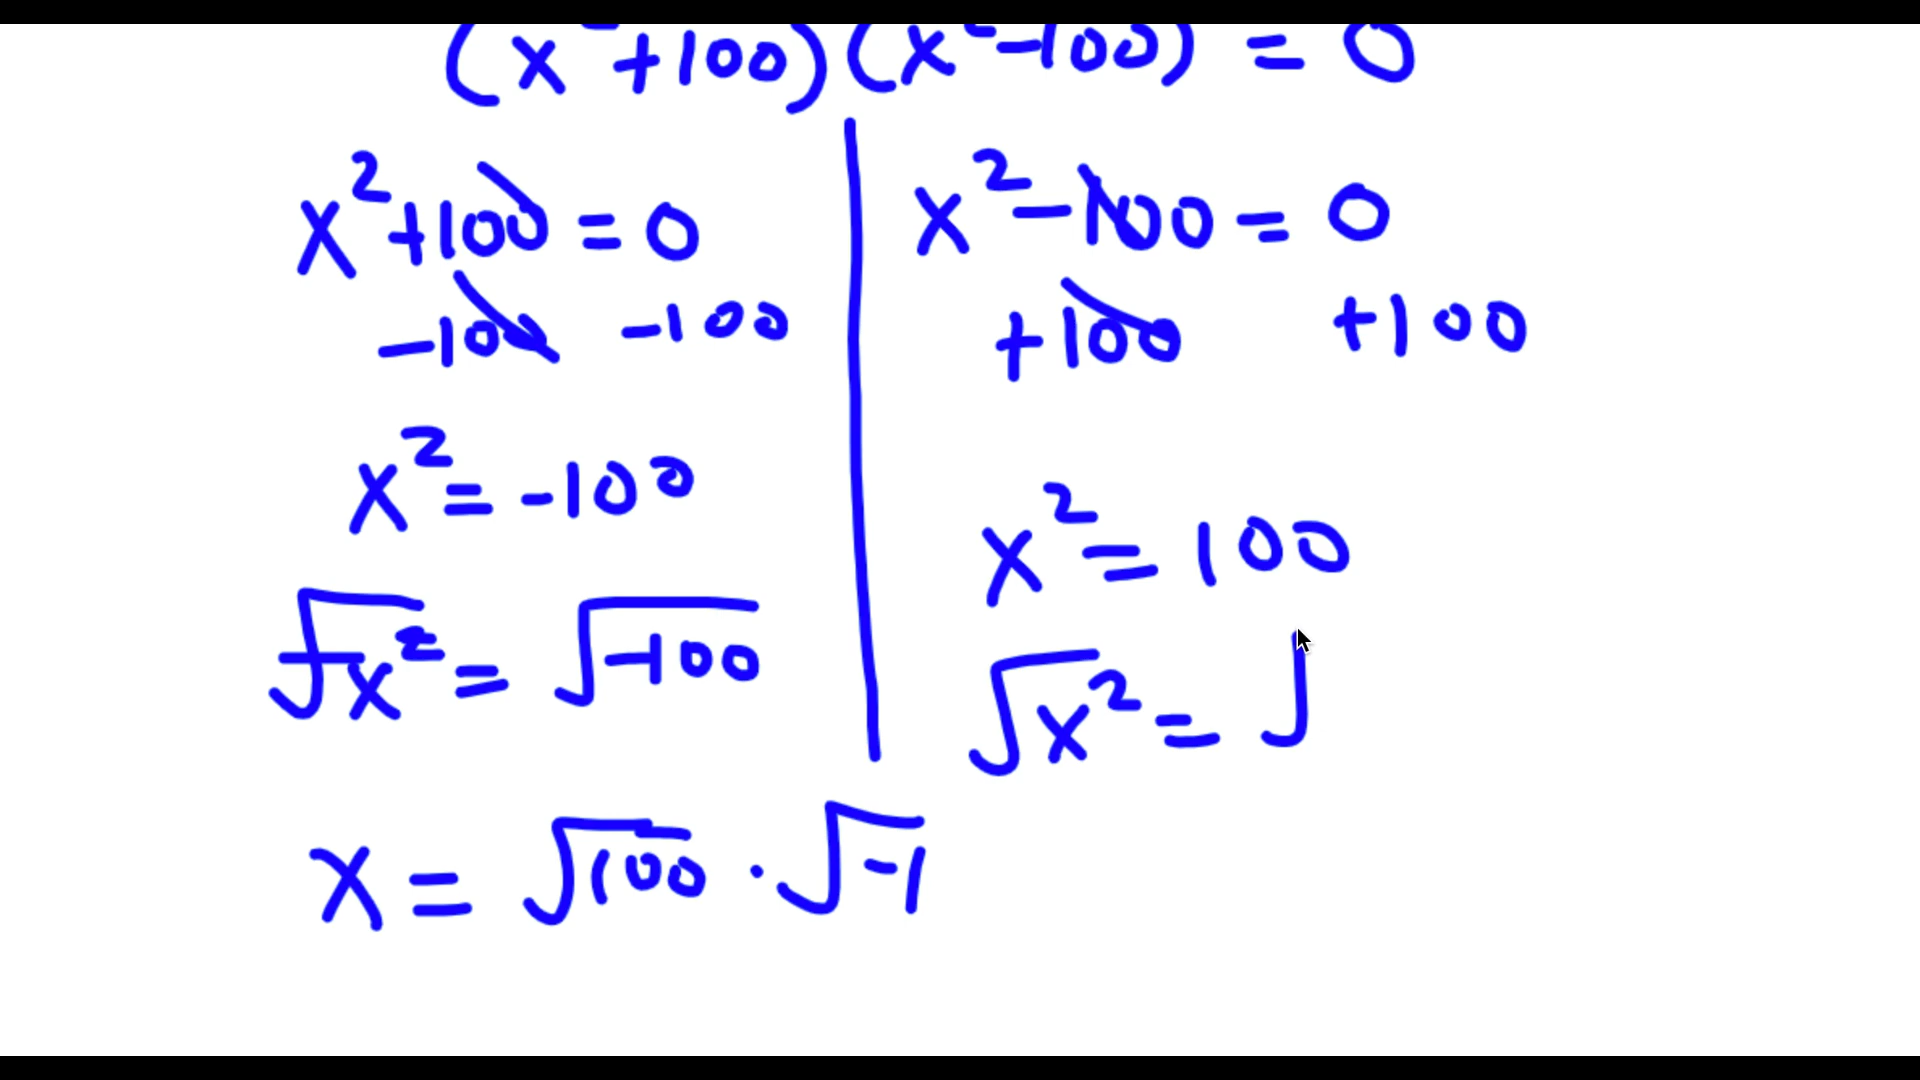 (x²+100)(x²-100) = 0
x²+100 = 0
-100 -100
x² = -100
√x² = √-100
x = √100 · √-1
x²-100 = 0
+100 +100
x² = 100
√x² = √